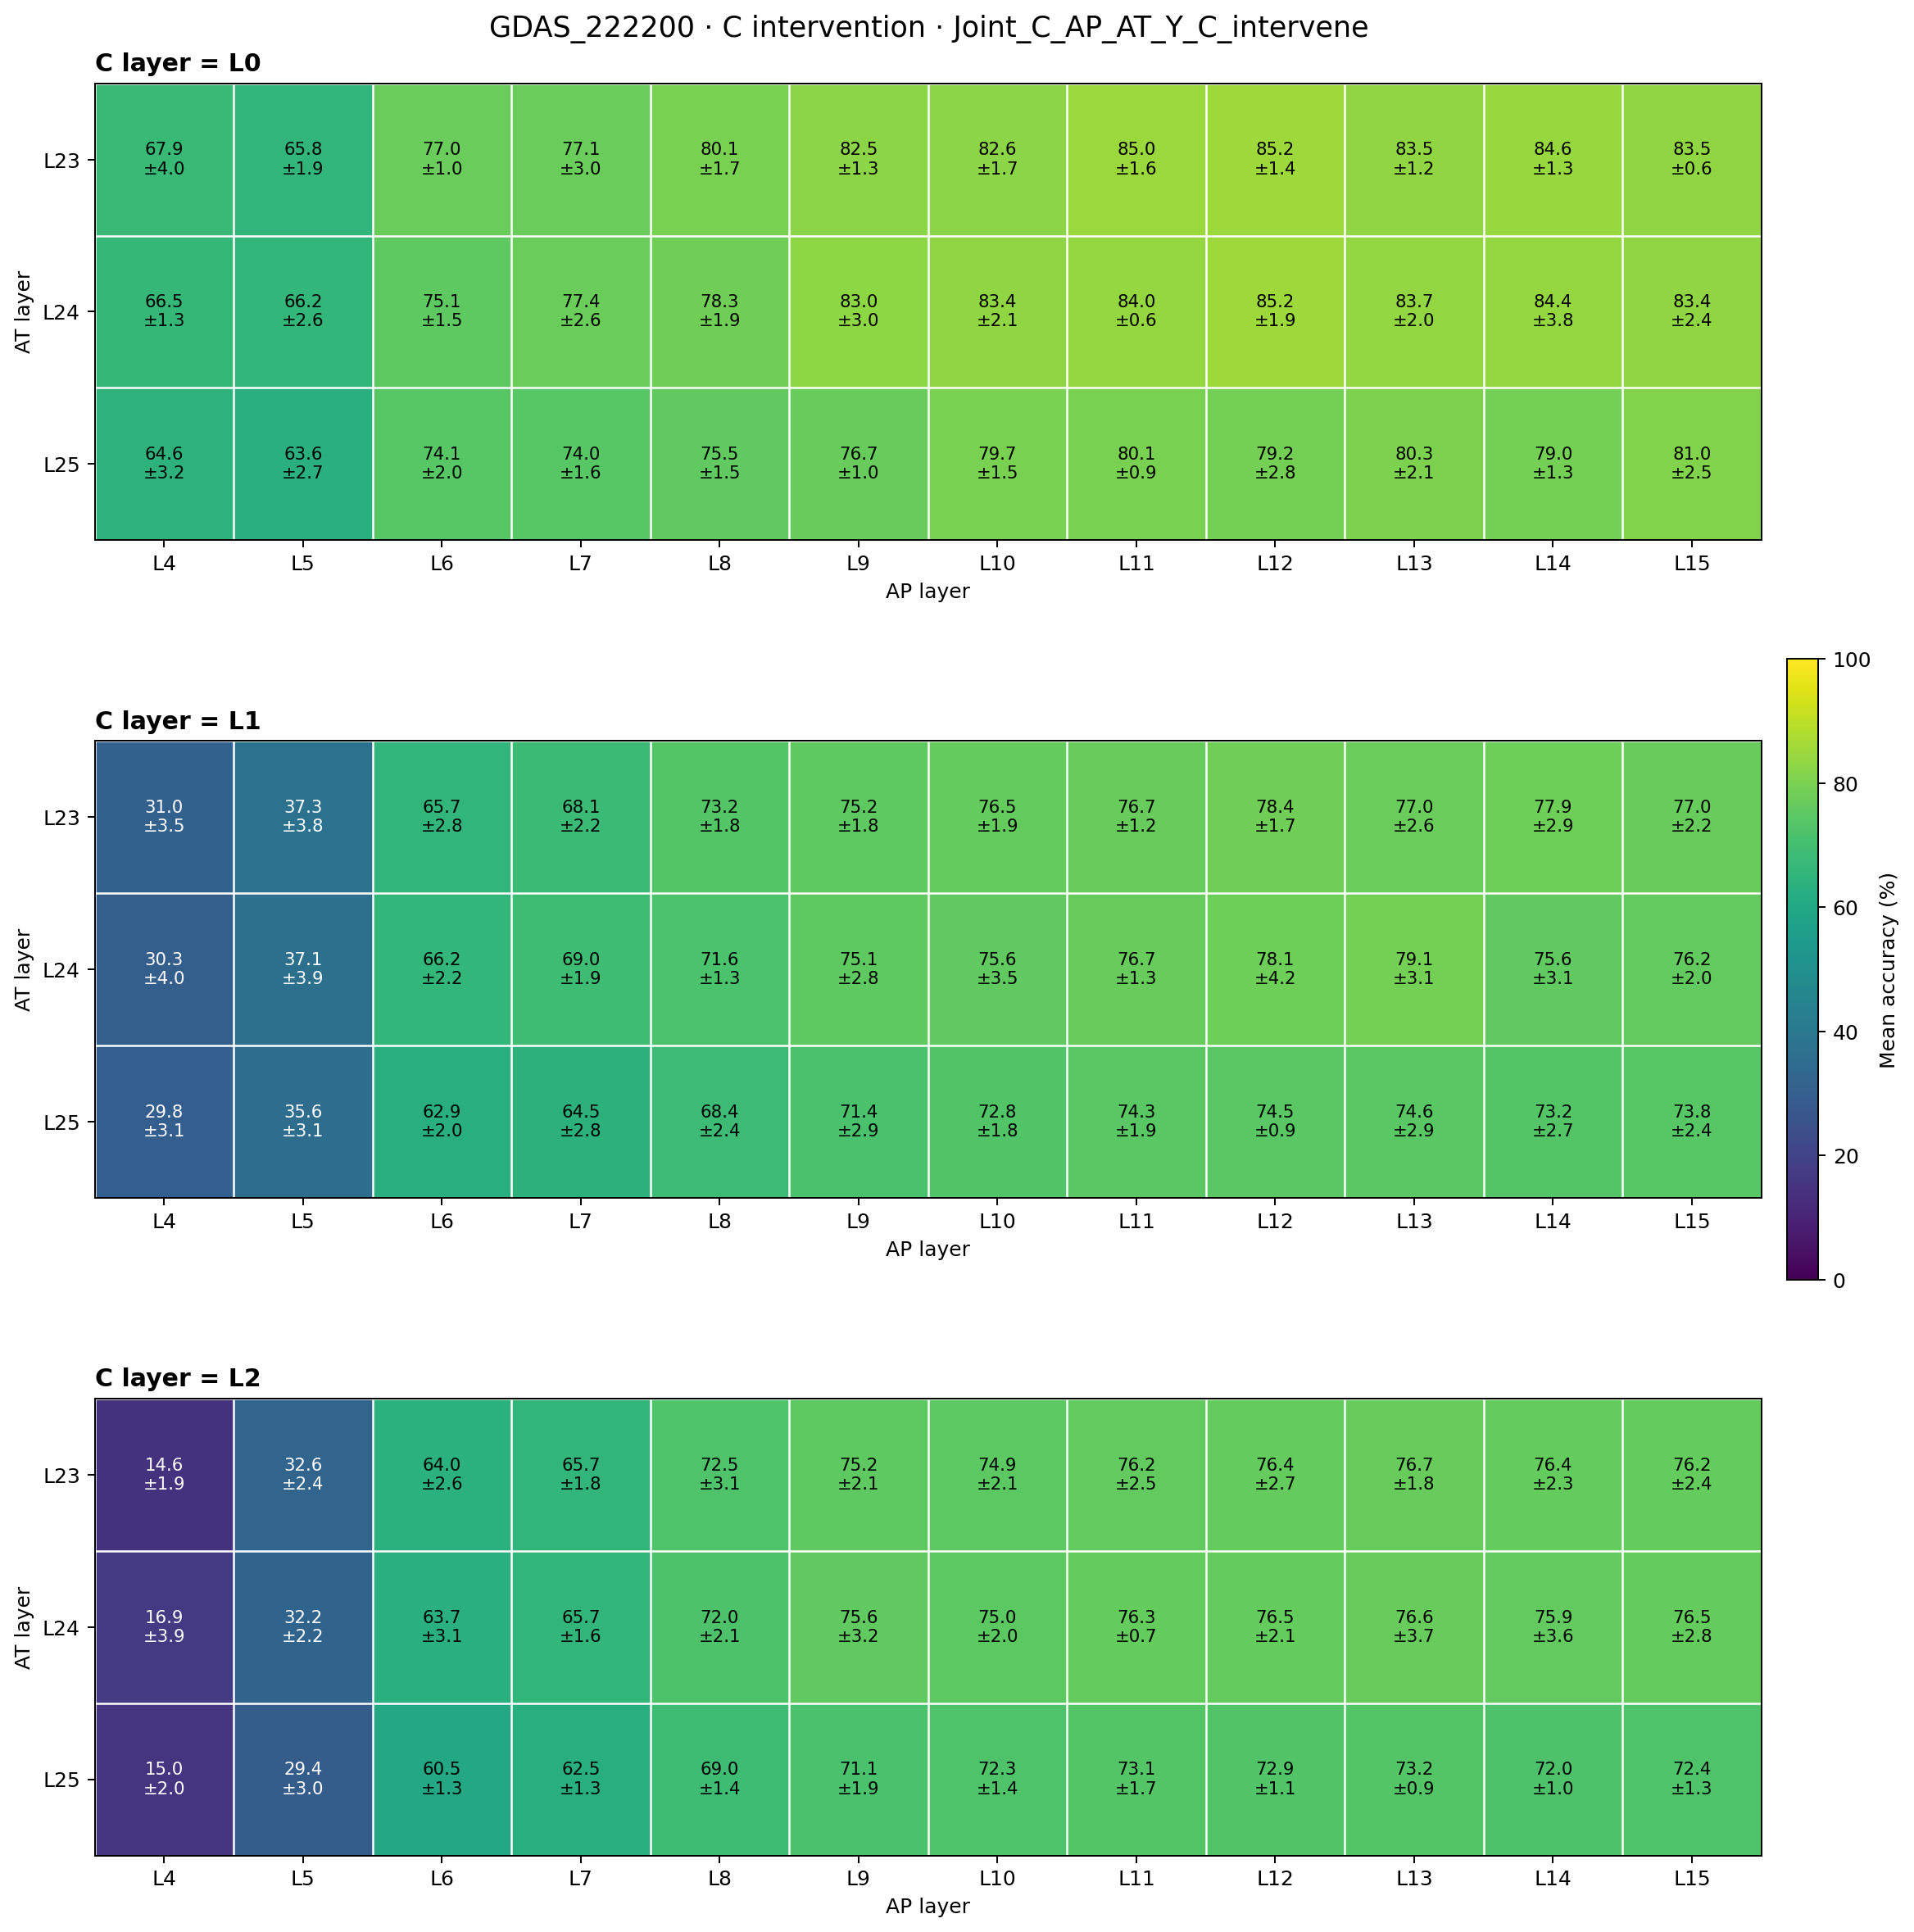 GDAS_222200 · C intervention · Joint_C_AP_AT_Y_C_intervene
C layer = L0
67.9 65.8 77.0 77.1 80.1 82.5 82.6 85.0 85.2 83.5 84.6 83.5
L23 ±4.0 ±1.9 ±1.0 ±3.0 ±1.7 ±1.3 ±1.7 ±1.6 ±1.4 ±1.2 ±1.3 ±0.6
66.5 66.2 75.1 77.4 78.3 83.0 83.4 84.0 85.2 83.7 84.4 83.4
AT layer L24 ±1.3 ±2.6 ±1.5 ±2.6 ±1.9 ±3.0 ±2.1 ±0.6 ±1.9 ±2.0 ±3.8 ±2.4
64.6 63.6 74.1 74.0 75.5 76.7 79.7 80.1 79.2 80.3 79.0 81.0
L25 ±3.2 ±2.7 ±2.0 ±1.6 ±1.5 ±1.0 ±1.5 ±0.9 ±2.8 ±2.1 ±1.3 ±2.5
L4 L5 L6 L7 L8 L9 L10 L11 L12 L13 L14 L15
AP layer
C layer = L1
31.0 37.3 65.7 68.1 73.2 75.2 76.5 76.7 78.4 77.0 77.9 77.0
L23 ±3.5 ±3.8 ±2.8 ±2.2 ±1.8 ±1.8 ±1.9 ±1.2 ±1.7 ±2.6 ±2.9 ±2.2
30.3 37.1 66.2 69.0 71.6 75.1 75.6 76.7 78.1 79.1 75.6 76.2
AT layer L24 ±4.0 ±3.9 ±2.2 ±1.9 ±1.3 ±2.8 ±3.5 ±1.3 ±4.2 ±3.1 ±3.1 ±2.0
29.8 35.6 62.9 64.5 68.4 71.4 72.8 74.3 74.5 74.6 73.2 73.8
L25 ±3.1 ±3.1 ±2.0 ±2.8 ±2.4 ±2.9 ±1.8 ±1.9 ±0.9 ±2.9 ±2.7 ±2.4
L4 L5 L6 L7 L8 L9 L10 L11 L12 L13 L14 L15
AP layer
100
80
60
40
20
0
Mean accuracy (%)
C layer = L2
14.6 32.6 64.0 65.7 72.5 75.2 74.9 76.2 76.4 76.7 76.4 76.2
L23 ±1.9 ±2.4 ±2.6 ±1.8 ±3.1 ±2.1 ±2.1 ±2.5 ±2.7 ±1.8 ±2.3 ±2.4
16.9 32.2 63.7 65.7 72.0 75.6 75.0 76.3 76.5 76.6 75.9 76.5
AT layer L24 ±3.9 ±2.2 ±3.1 ±1.6 ±2.1 ±3.2 ±2.0 ±0.7 ±2.1 ±3.7 ±3.6 ±2.8
15.0 29.4 60.5 62.5 69.0 71.1 72.3 73.1 72.9 73.2 72.0 72.4
L25 ±2.0 ±3.0 ±1.3 ±1.3 ±1.4 ±1.9 ±1.4 ±1.7 ±1.1 ±0.9 ±1.0 ±1.3
L4 L5 L6 L7 L8 L9 L10 L11 L12 L13 L14 L15
AP layer